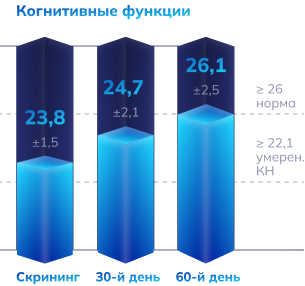 Когнитивные функции
26,1
±2,5
24,7
±2,1
23,8
±1,5
≥ 26
норма
≥ 22,1
умерен.
КН
Скрининг 30-й день 60-й день